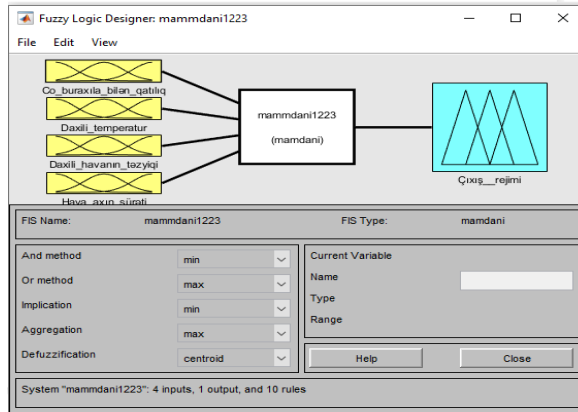 Fuzzy Logic Designer: mammdani1223
File Edit View
Co_buraxıla_bilən_qatılıq
Daxili_temperatur
Daxili_havanın_təzyiqi
Hava_axın_sürəti
mammdani1223
(mamdani)
Çıxış__rejimi
FIS Name: mammdani1223 FIS Type: mamdani
And method min
Or method max
Implication min
Aggregation max
Defuzzification centroid
Current Variable
Name
Type
Range
Help Close
System "mammdani1223": 4 inputs, 1 output, and 10 rules